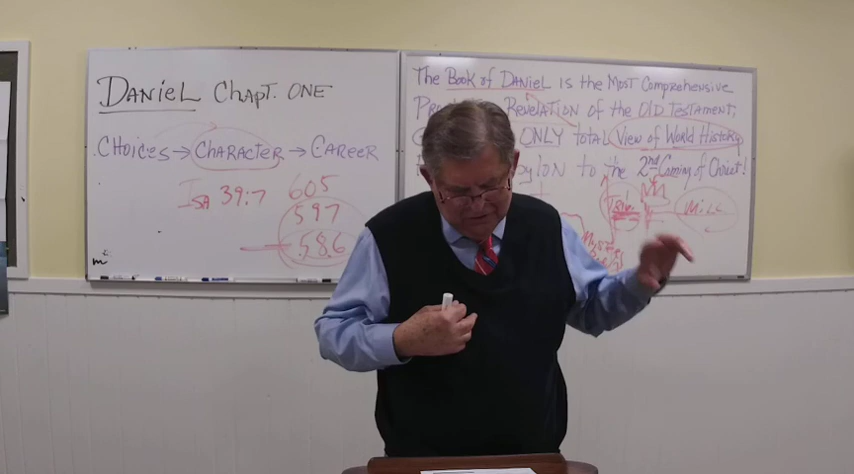 DANIEL CHAPT. ONE
CHOICES → CHARACTER → CAREER
ISA 39:7 605
597
586
THE BOOK OF DANIEL IS THE MOST COMPREHENSIVE
REVELATION OF THE OLD TESTAMENT,
ONLY TOTAL VIEW OF WORLD HISTORY
TO THE 2nd COMING OF CHRIST!
TRIB. MILL